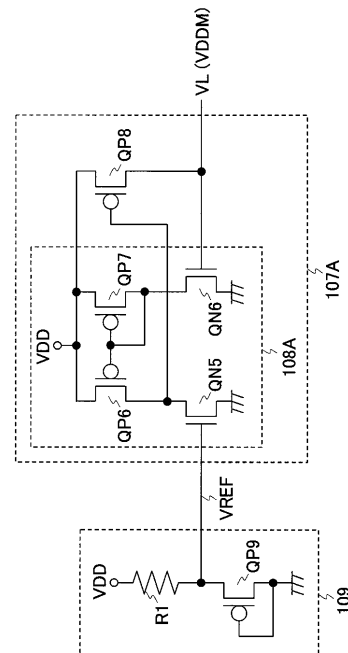 VL (VDDM)
QP8
107A
VDD
QP7
QP6
QN6
QN5
108A
VREF
VDD
R1
QP9
109